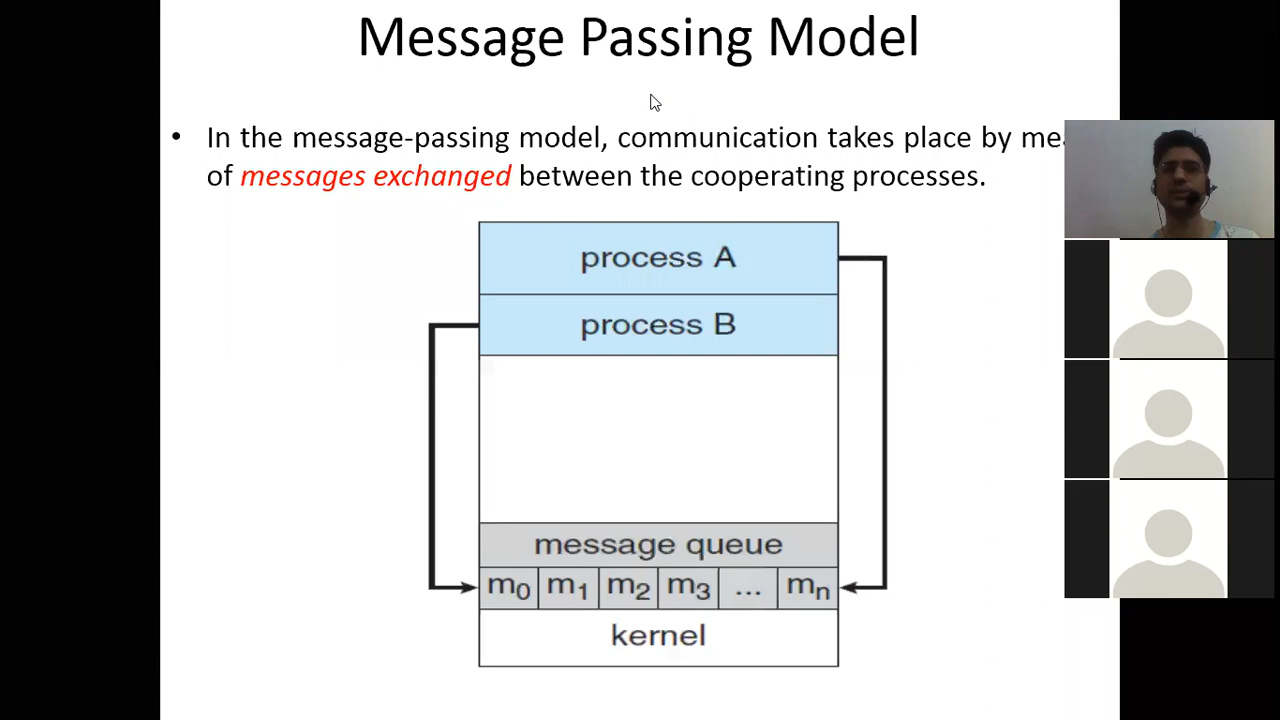 Message Passing Model
• In the message-passing model, communication takes place by
of messages exchanged between the cooperating processes.
process A
process B
message queue
m0 m1 m2 m3 ... mn
kernel